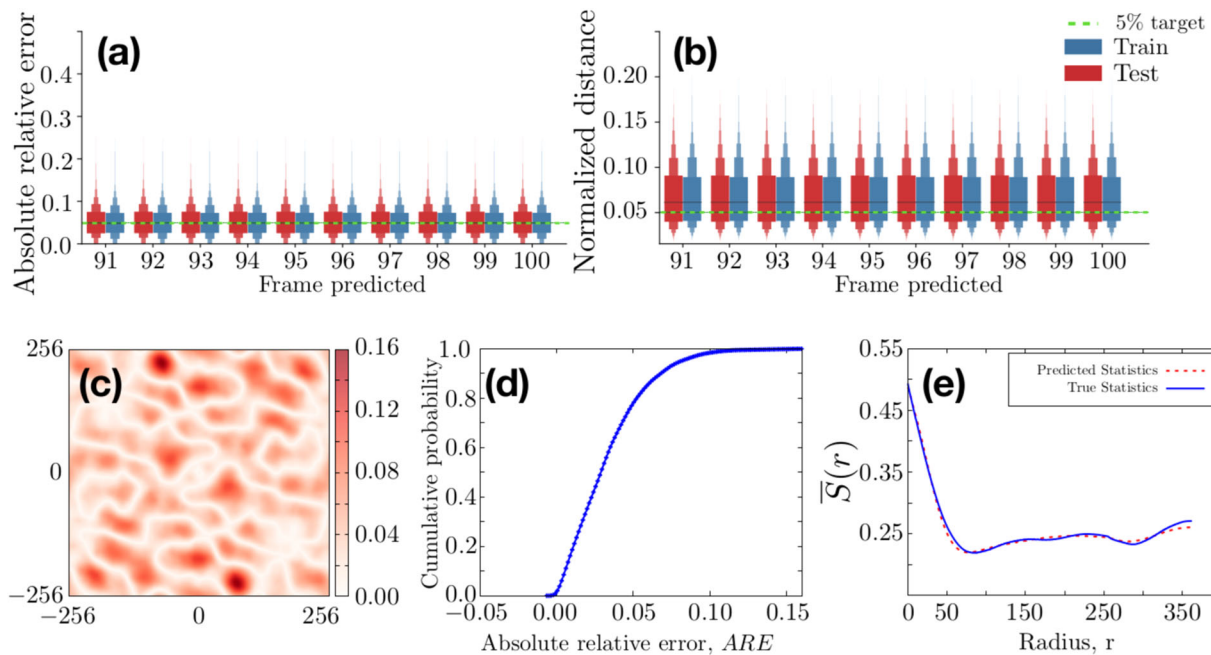 (a)
Absolute relative error
0.4
0.3
0.2
0.1
0.0
91 92 93 94 95 96 97 98 99 100
Frame predicted
(b)
Normalized distance
0.20
0.15
0.10
0.05
91 92 93 94 95 96 97 98 99 100
Frame predicted
5% target
Train
Test
(c)
256
0
−256
−256 0 256
0.16
0.12
0.08
0.04
0.00
(d)
Cumulative probability
1.0
0.8
0.6
0.4
0.2
0.0
−0.05 0.00 0.05 0.10 0.15
Absolute relative error, ARE
(e)
S̅(r)
0.55
0.45
0.35
0.25
Predicted Statistics
True Statistics
0 50 150 250 350
Radius, r